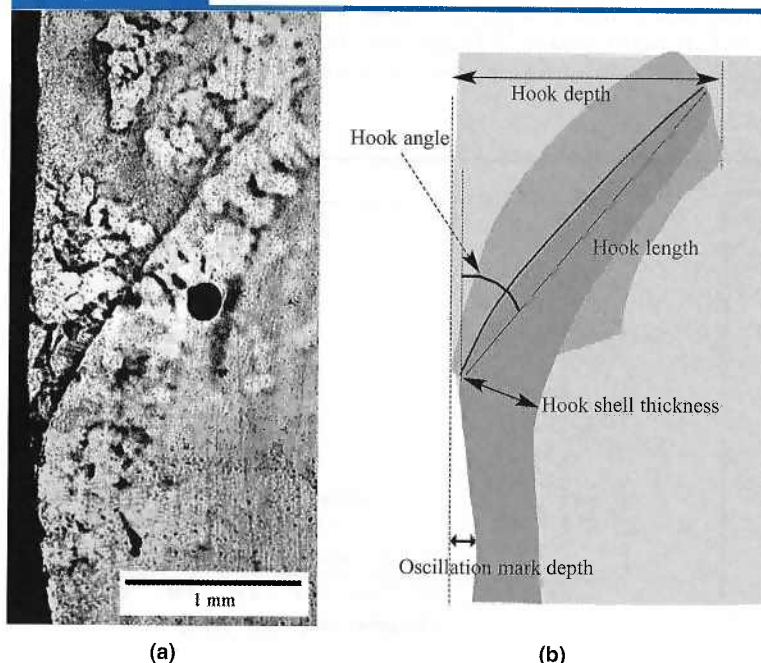 Hook depth
Hook angle
Hook length
Hook shell thickness
Oscillation mark depth
1 mm
(a)
(b)